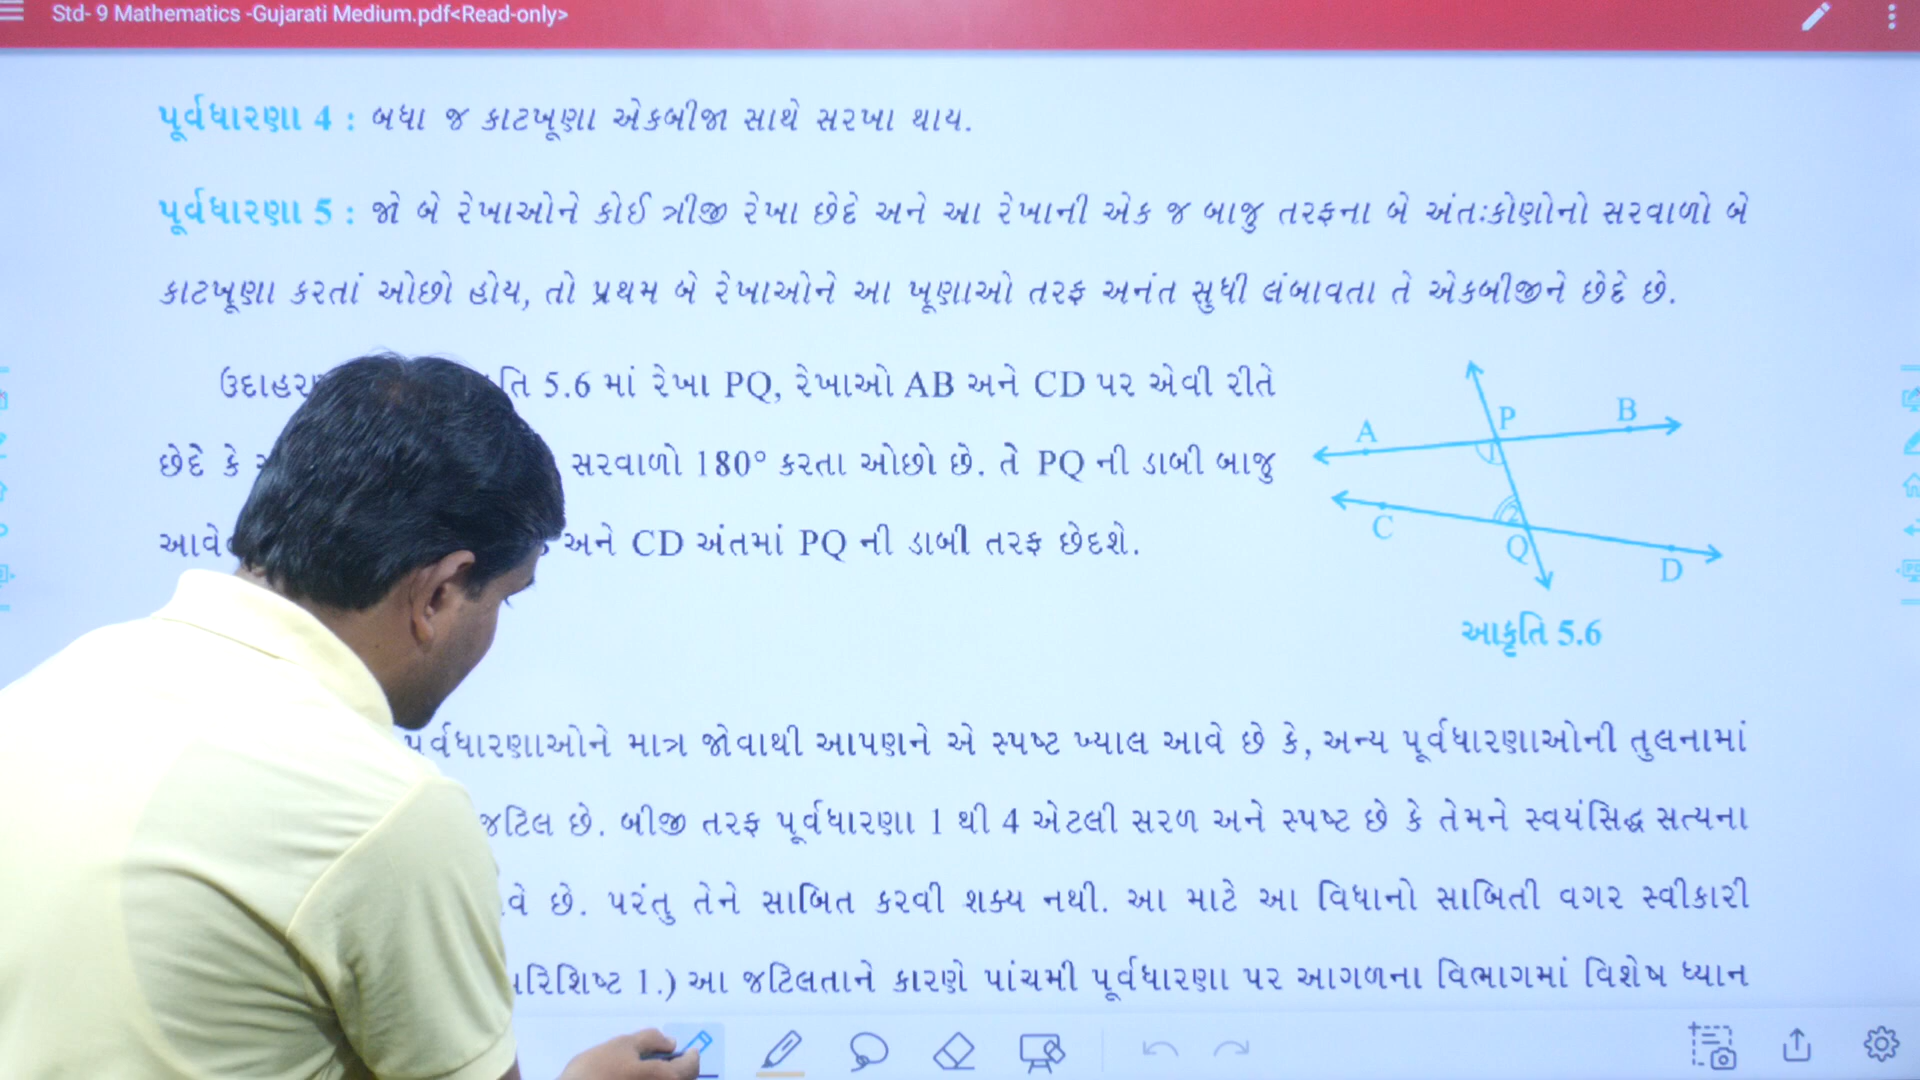 Std- 9 Mathematics -Gujarati Medium.pdf<Read-only>
પૂર્વધારણા 4 : બધા જ કાટખૂણા એકબીજા સાથે સરખા થાય.
પૂર્વધારણા 5 : જો બે રેખાઓને કોઈ ત્રીજી રેખા છેદે અને આ રેખાની એક જ બાજુ તરફના બે અંતઃકોણોનો સરવાળો બે
કાટખૂણા કરતાં ઓછો હોય, તો પ્રથમ બે રેખાઓને આ ખૂણાઓ તરફ અનંત સુધી લંબાવતા તે એકબીજીને છેદે છે.
5.6 માં રેખા PQ, રેખાઓ AB અને CD પર એવી રીતે
છેદે કે સરવાળો 180° કરતા ઓછો છે. તે PQ ની ડાબી બાજુ
અને CD અંતમાં PQ ની ડાબી તરફ છેદશે.
A
P
B
1
2
C
Q
D
આકૃતિ 5.6
પૂર્વધારણાઓને માત્ર જોવાથી આપણને એ સ્પષ્ટ ખ્યાલ આવે છે કે, અન્ય પૂર્વધારણાઓની તુલનામાં
જટિલ છે. બીજી તરફ પૂર્વધારણા 1 થી 4 એટલી સરળ અને સ્પષ્ટ છે કે તેમને સ્વયંસિદ્ધ સત્યના
છે. પરંતુ તેને સાબિત કરવી શક્ય નથી. આ માટે આ વિધાનો સાબિતી વગર સ્વીકારી
1.) આ જટિલતાને કારણે પાંચમી પૂર્વધારણા પર આગળના વિભાગમાં વિશેષ ધ્યાન